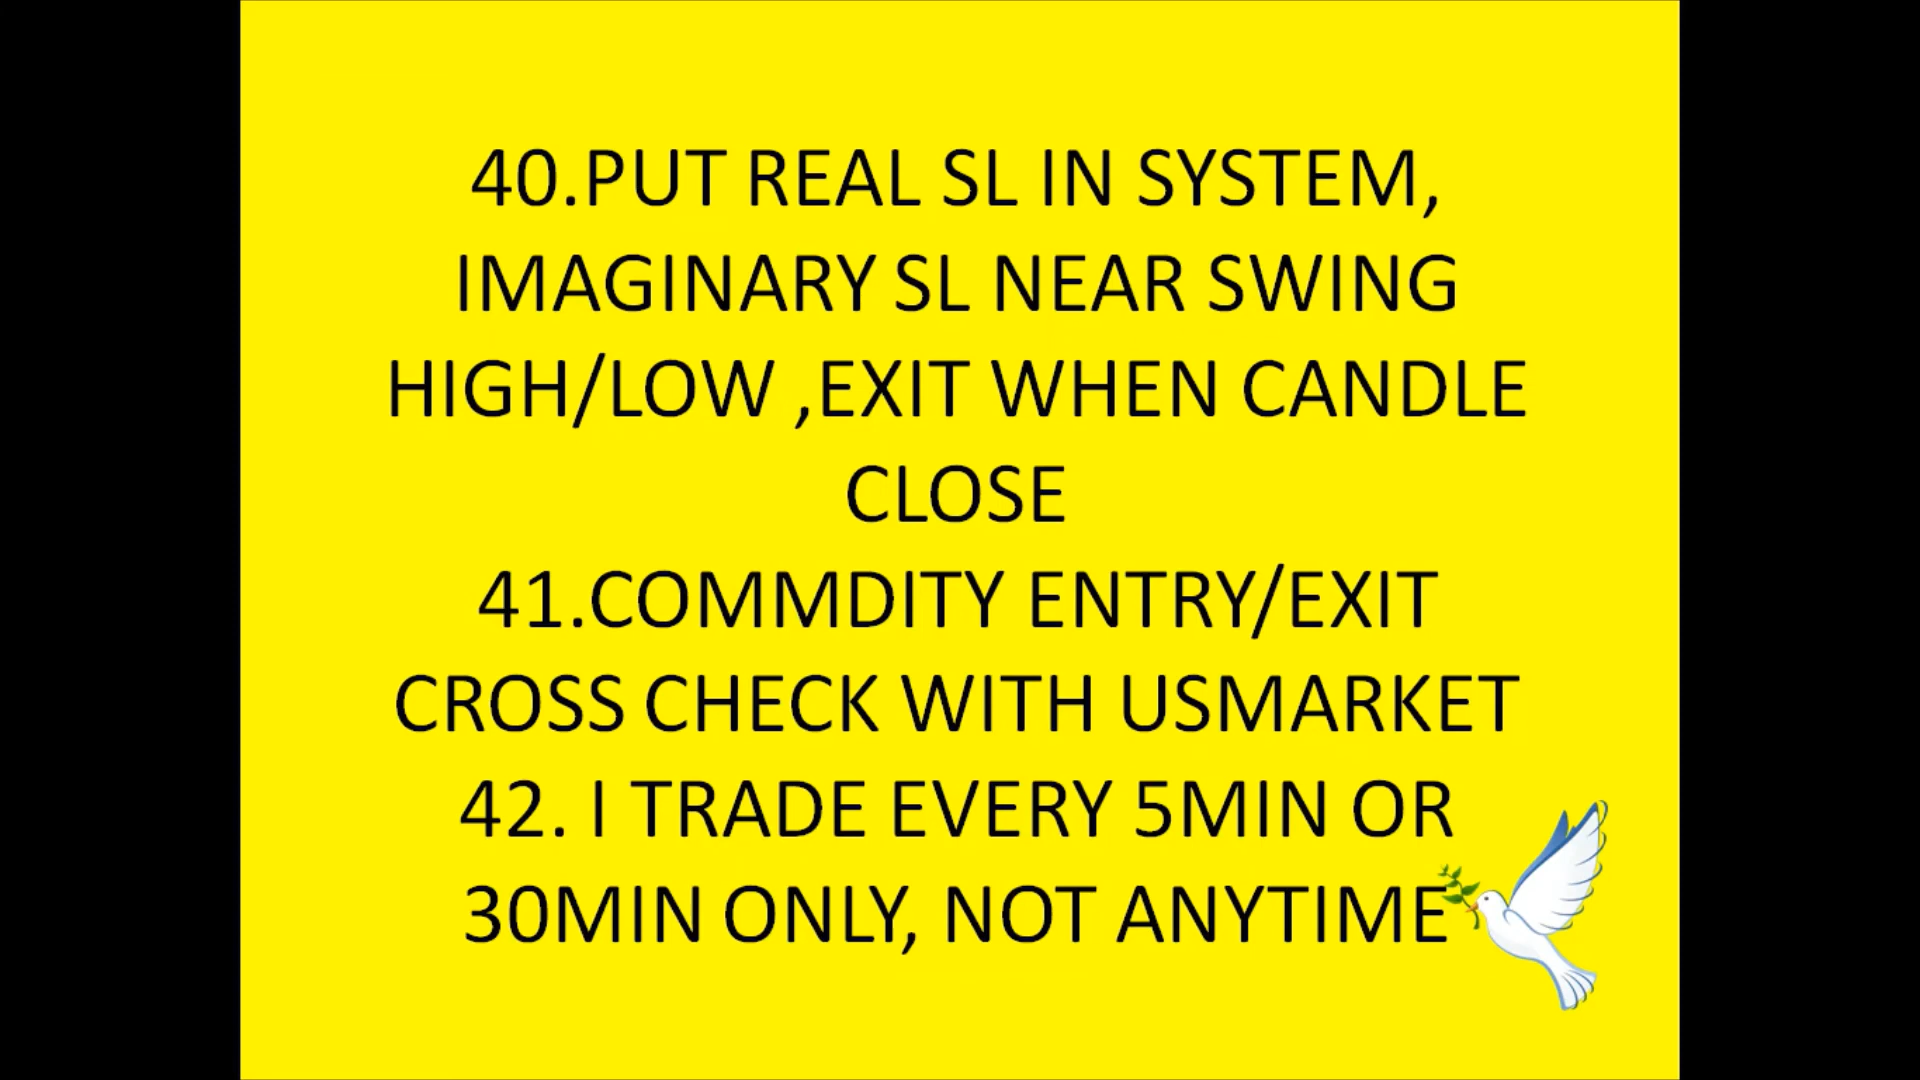 40.PUT REAL SL IN SYSTEM,
IMAGINARY SL NEAR SWING
HIGH/LOW ,EXIT WHEN CANDLE
CLOSE
41.COMMDITY ENTRY/EXIT
CROSS CHECK WITH USMARKET
42. I TRADE EVERY 5MIN OR
30MIN ONLY, NOT ANYTIME